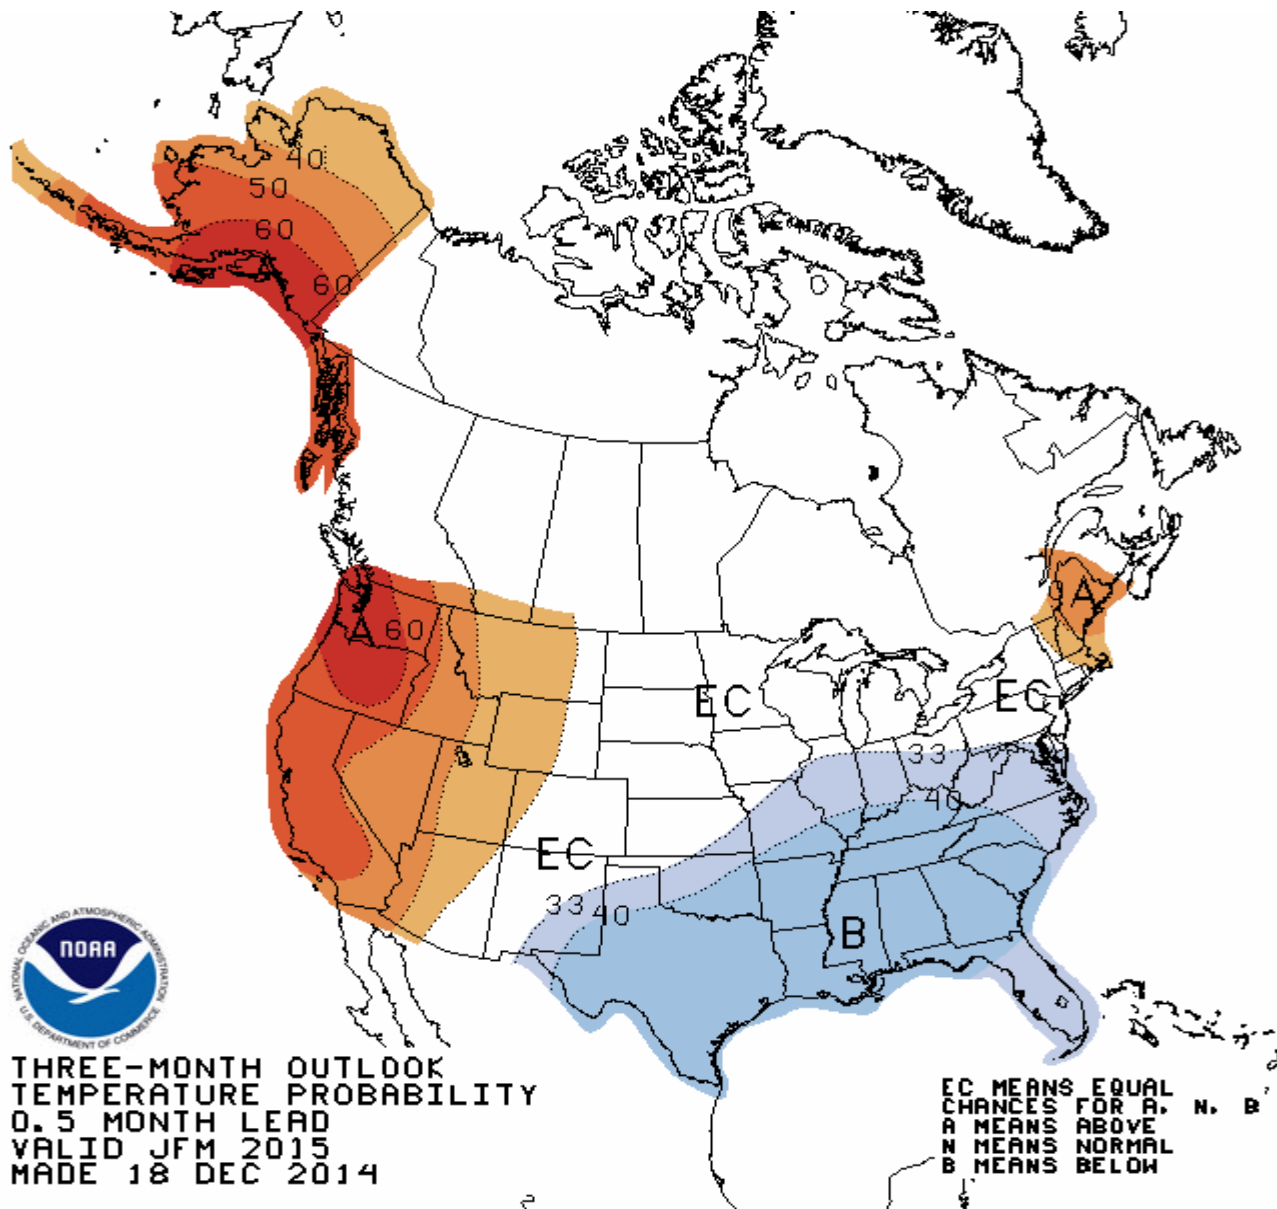 40
50
60
60
A 60
A
EC
EC
33
40
EC
33 40
B
NATIONAL OCEANIC AND ATMOSPHERIC ADMINISTRATION
NOAA
U.S. DEPARTMENT OF COMMERCE
THREE-MONTH OUTLOOK
TEMPERATURE PROBABILITY
0.5 MONTH LEAD
VALID JFM 2015
MADE 18 DEC 2014
EC MEANS EQUAL
CHANCES FOR A, N, B
A MEANS ABOVE
N MEANS NORMAL
B MEANS BELOW